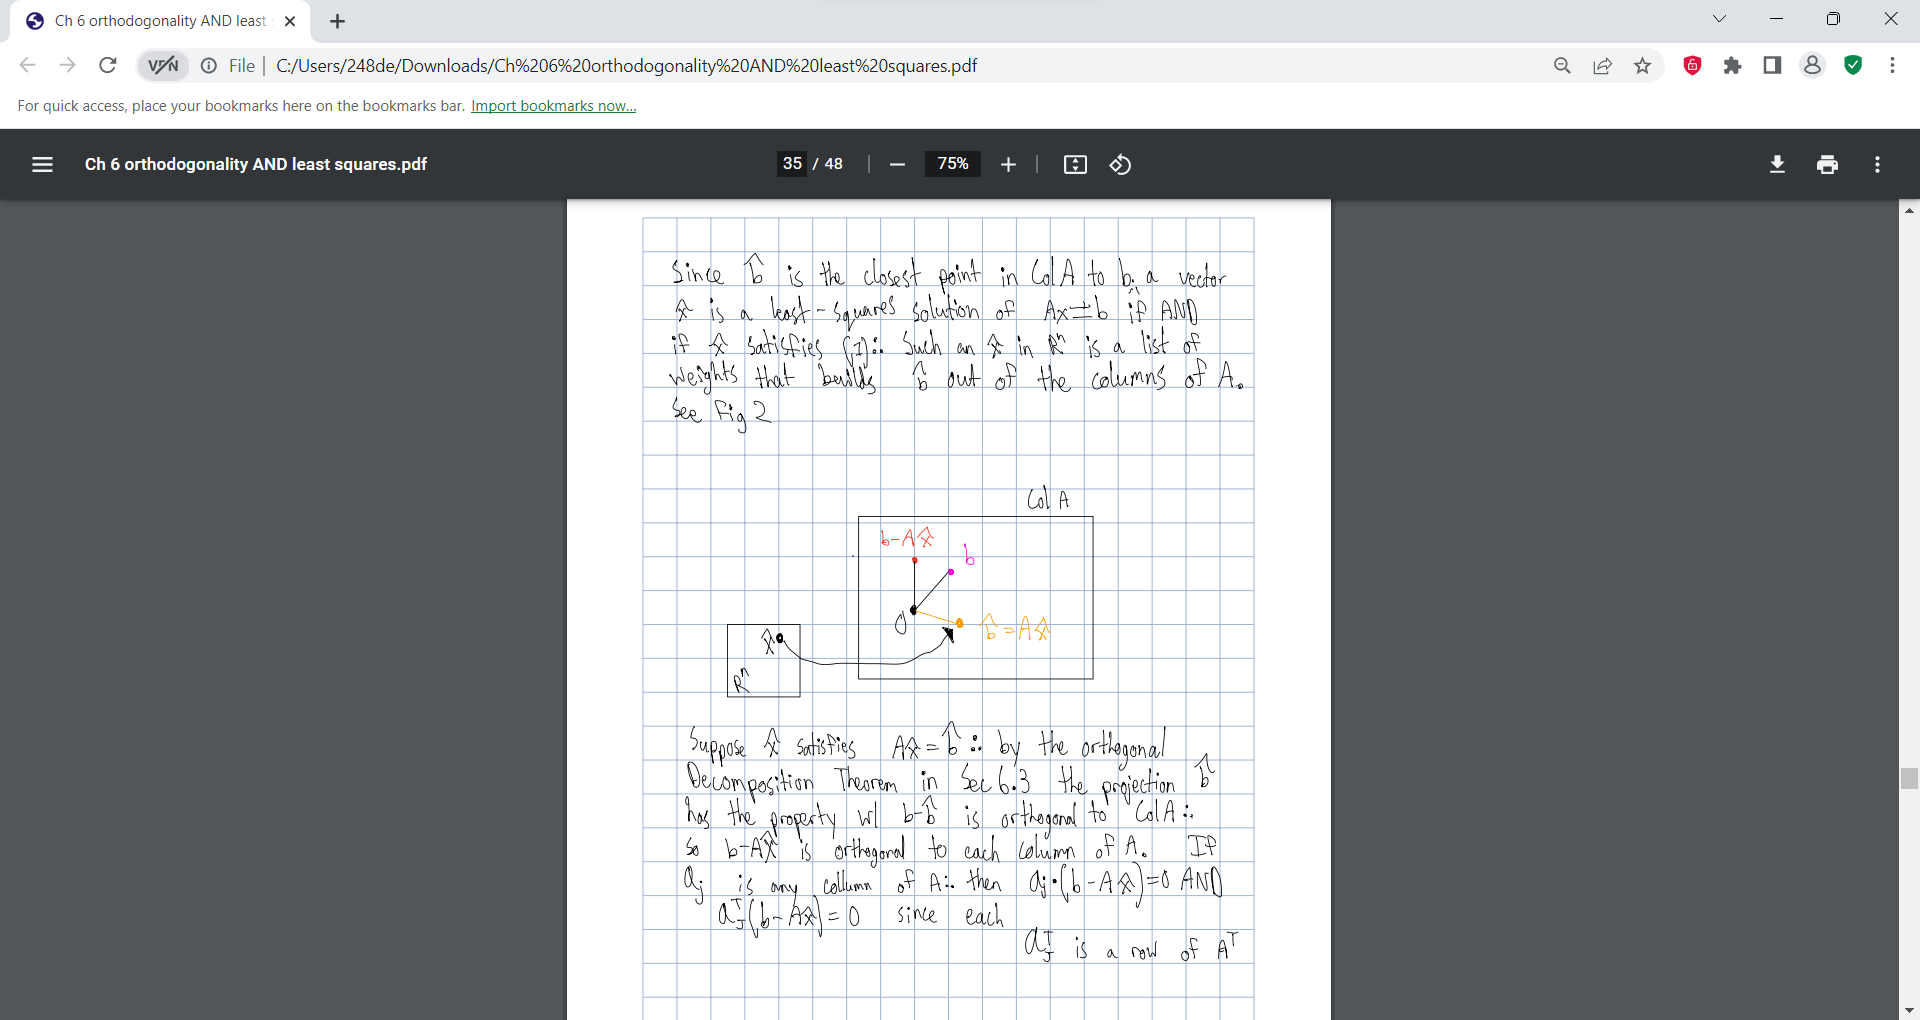 Ch 6 orthodogonality AND least
VPN File C:/Users/248de/Downloads/Ch%206%20orthodogonality%20AND%20least%20squares.pdf
For quick access, place your bookmarks here on the bookmarks bar. Import bookmarks now...
Ch 6 orthodogonality AND least squares.pdf 35 / 48 75%
Since b̂ is the closest point in Col A to b. a vector
x̂ is a least-squares solution of Ax=b if AND
if x̂ satisfies (1)∴ Such an x̂ in Rⁿ is a list of
weights that builds b̂ out of the columns of A.
See Fig 2
Col A
b-Ax̂
b
0
b̂=Ax̂
x̂
Rⁿ
Suppose x̂ satisfies Ax̂=b̂ ∴ by the orthogonal
Decomposition Theorem in Sec 6.3 the projection b̂
has the property w/ b-b̂ is orthogonal to Col A∴
so b-Ax̂ is orthogonal to each column of A. If
aj is any collumn of A∴ then aj·(b-Ax̂)=0 AND
aⱼᵀ(b-Ax̂)=0 since each
aⱼᵀ is a row of Aᵀ